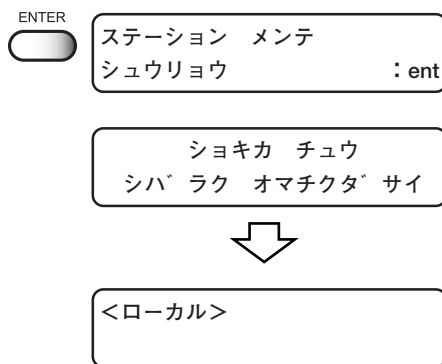 ENTER
ステーション メンテ
シュウリョウ :ent
ショキカ チュウ
シバ゛ラク オマチクダ゛サイ
<ローカル>